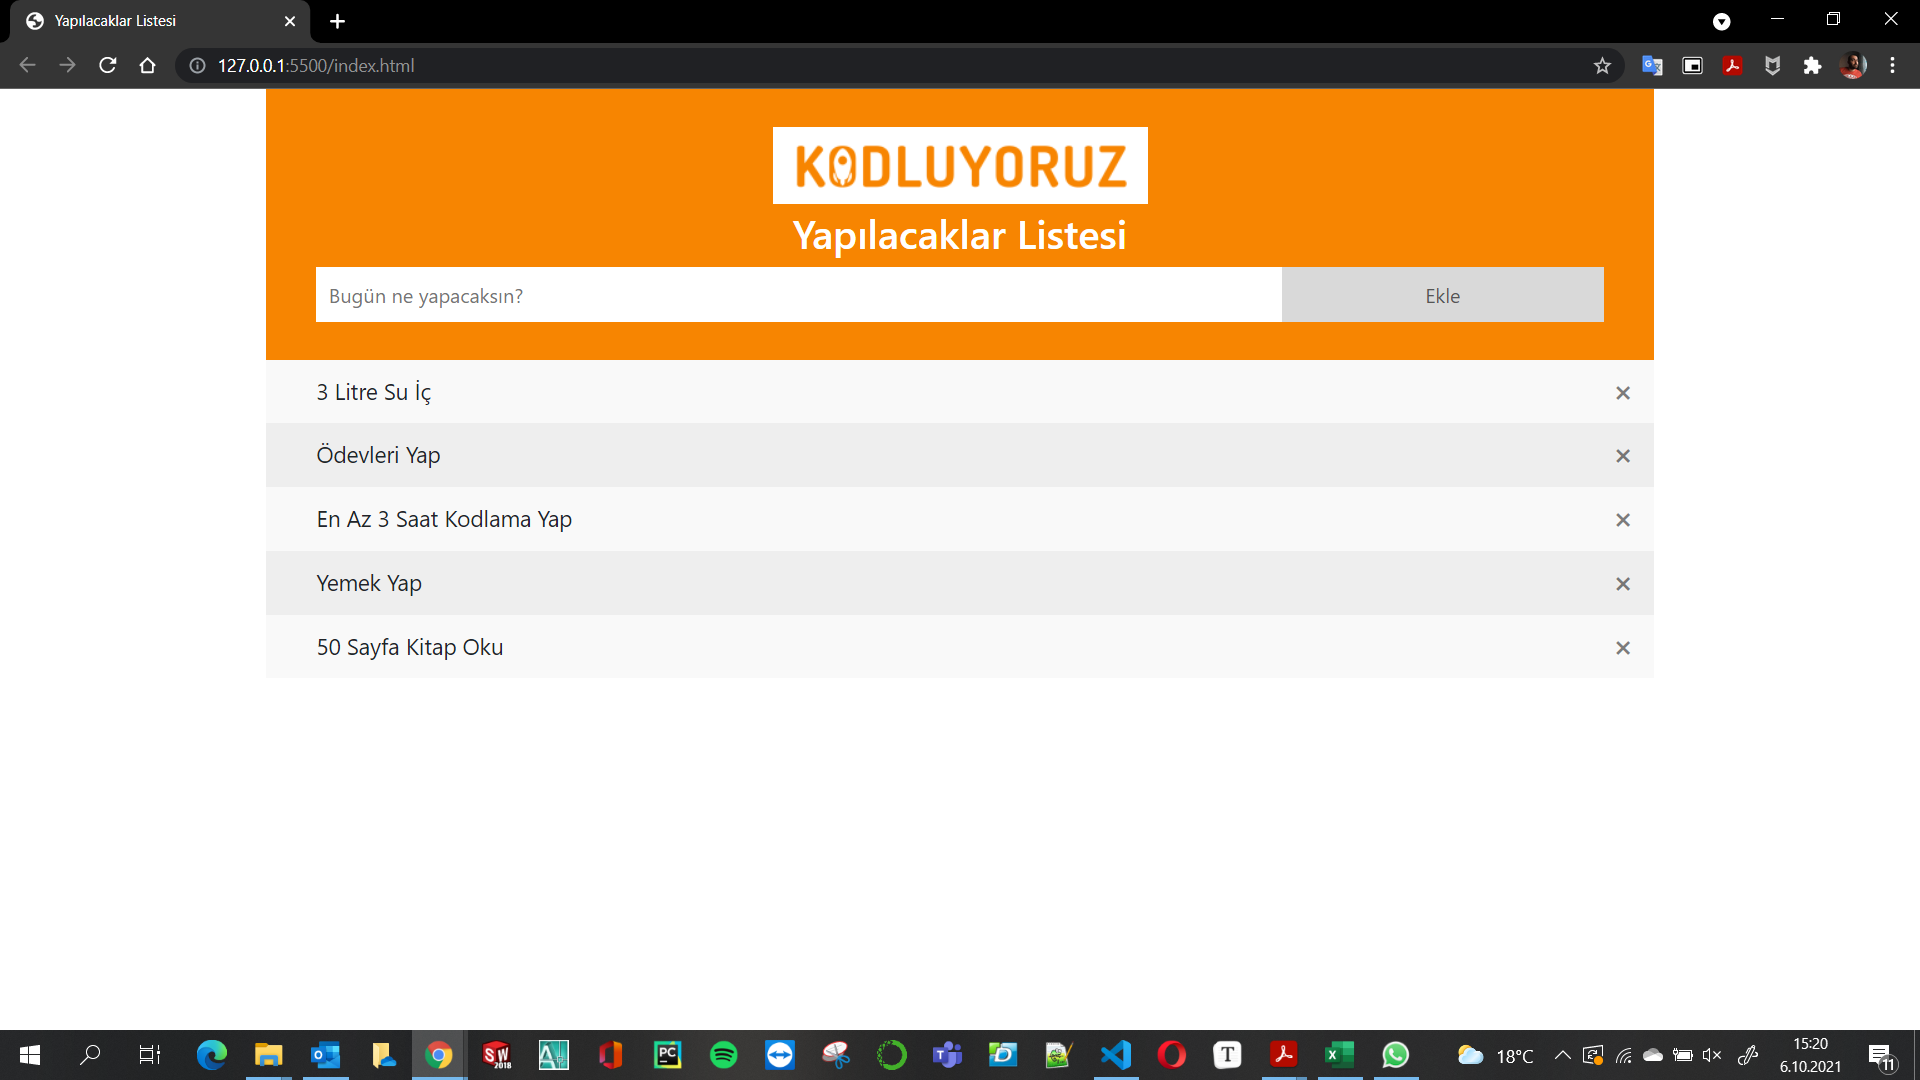 Yapılacaklar Listesi
127.0.0.1:5500/index.html
KODLUYORUZ
Yapılacaklar Listesi
Bugün ne yapacaksın?
Ekle
3 Litre Su İç
Ödevleri Yap
En Az 3 Saat Kodlama Yap
Yemek Yap
50 Sayfa Kitap Oku
18°C
15:20
6.10.2021
11